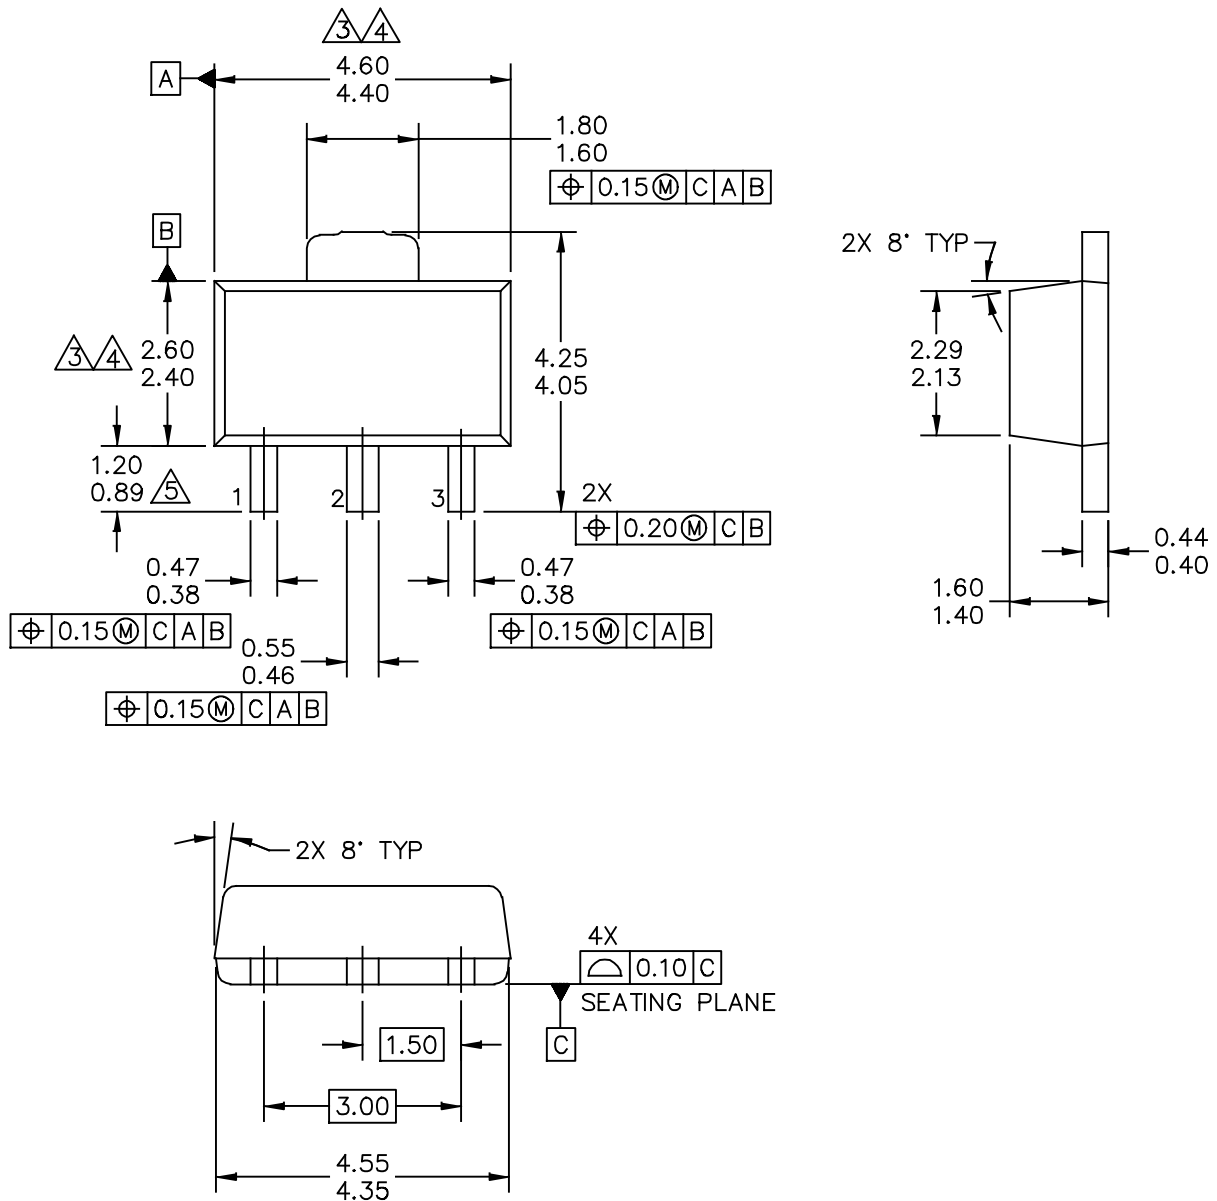 3 4
4.60
4.40
A
1.80
1.60
⌖ 0.15 Ⓜ C A B
B
2X 8° TYP
3 4
2.60
2.40
4.25
4.05
2.29
2.13
1.20
0.89 5
1
2
3
2X
⌖ 0.20 Ⓜ C B
0.47
0.38
0.47
0.38
0.44
0.40
1.60
1.40
⌖ 0.15 Ⓜ C A B
⌖ 0.15 Ⓜ C A B
0.55
0.46
⌖ 0.15 Ⓜ C A B
2X 8° TYP
4X
⌓ 0.10 C
SEATING PLANE
1.50
C
3.00
4.55
4.35